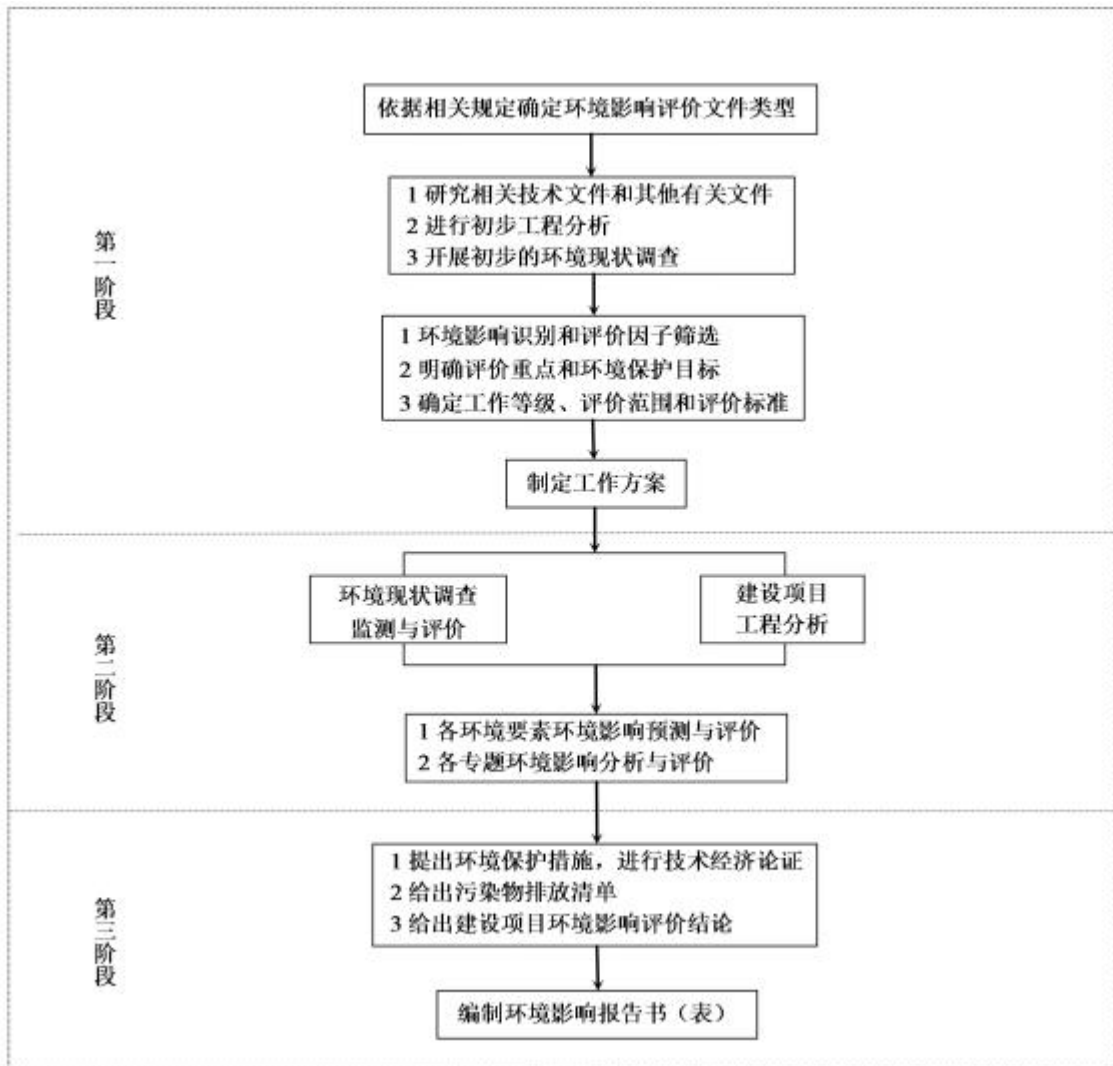 依据相关规定确定环境影响评价文件类型
1 研究相关技术文件和其他有关文件
2 进行初步工程分析
3 开展初步的环境现状调查
第一阶段
1 环境影响识别和评价因子筛选
2 明确评价重点和环境保护目标
3 确定工作等级、评价范围和评价标准
制定工作方案
环境现状调查
监测与评价
建设项目
工程分析
第二阶段
1 各环境要素环境影响预测与评价
2 各专题环境影响分析与评价
1 提出环境保护措施，进行技术经济论证
2 给出污染物排放清单
3 给出建设项目环境影响评价结论
第三阶段
编制环境影响报告书（表）